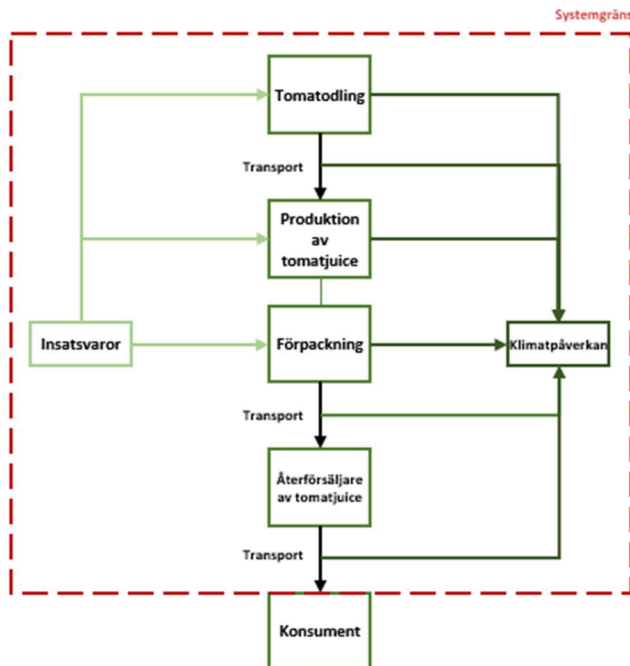 Systemgräns
Tomatodling
Transport
Produktion
av
tomatjuice
Insatsvaror
Förpackning
Klimatpåverkan
Transport
Återförsäljare
av tomatjuice
Transport
Konsument